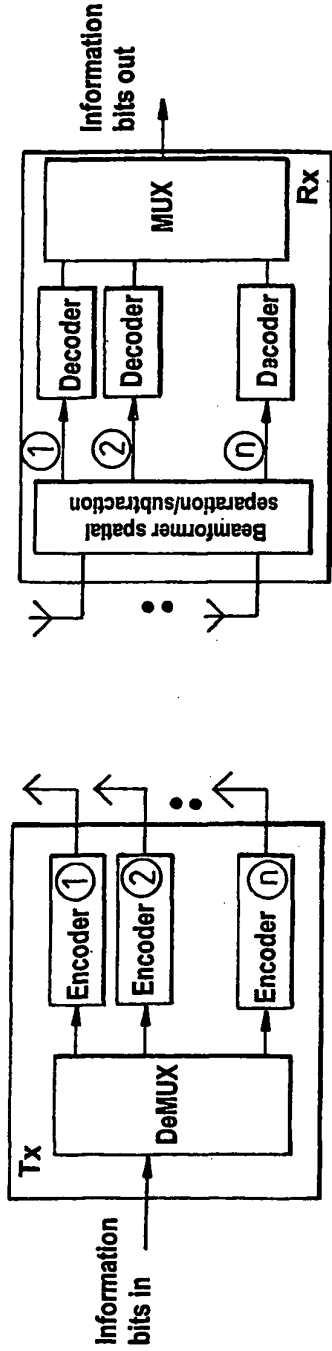 Information
bits in
Tx
DeMUX
Encoder 1
Encoder 2
Encoder n
Beamformer spatial
separation/subtraction
1
2
n
Decoder
Decoder
Decoder
MUX
Rx
Information
bits out